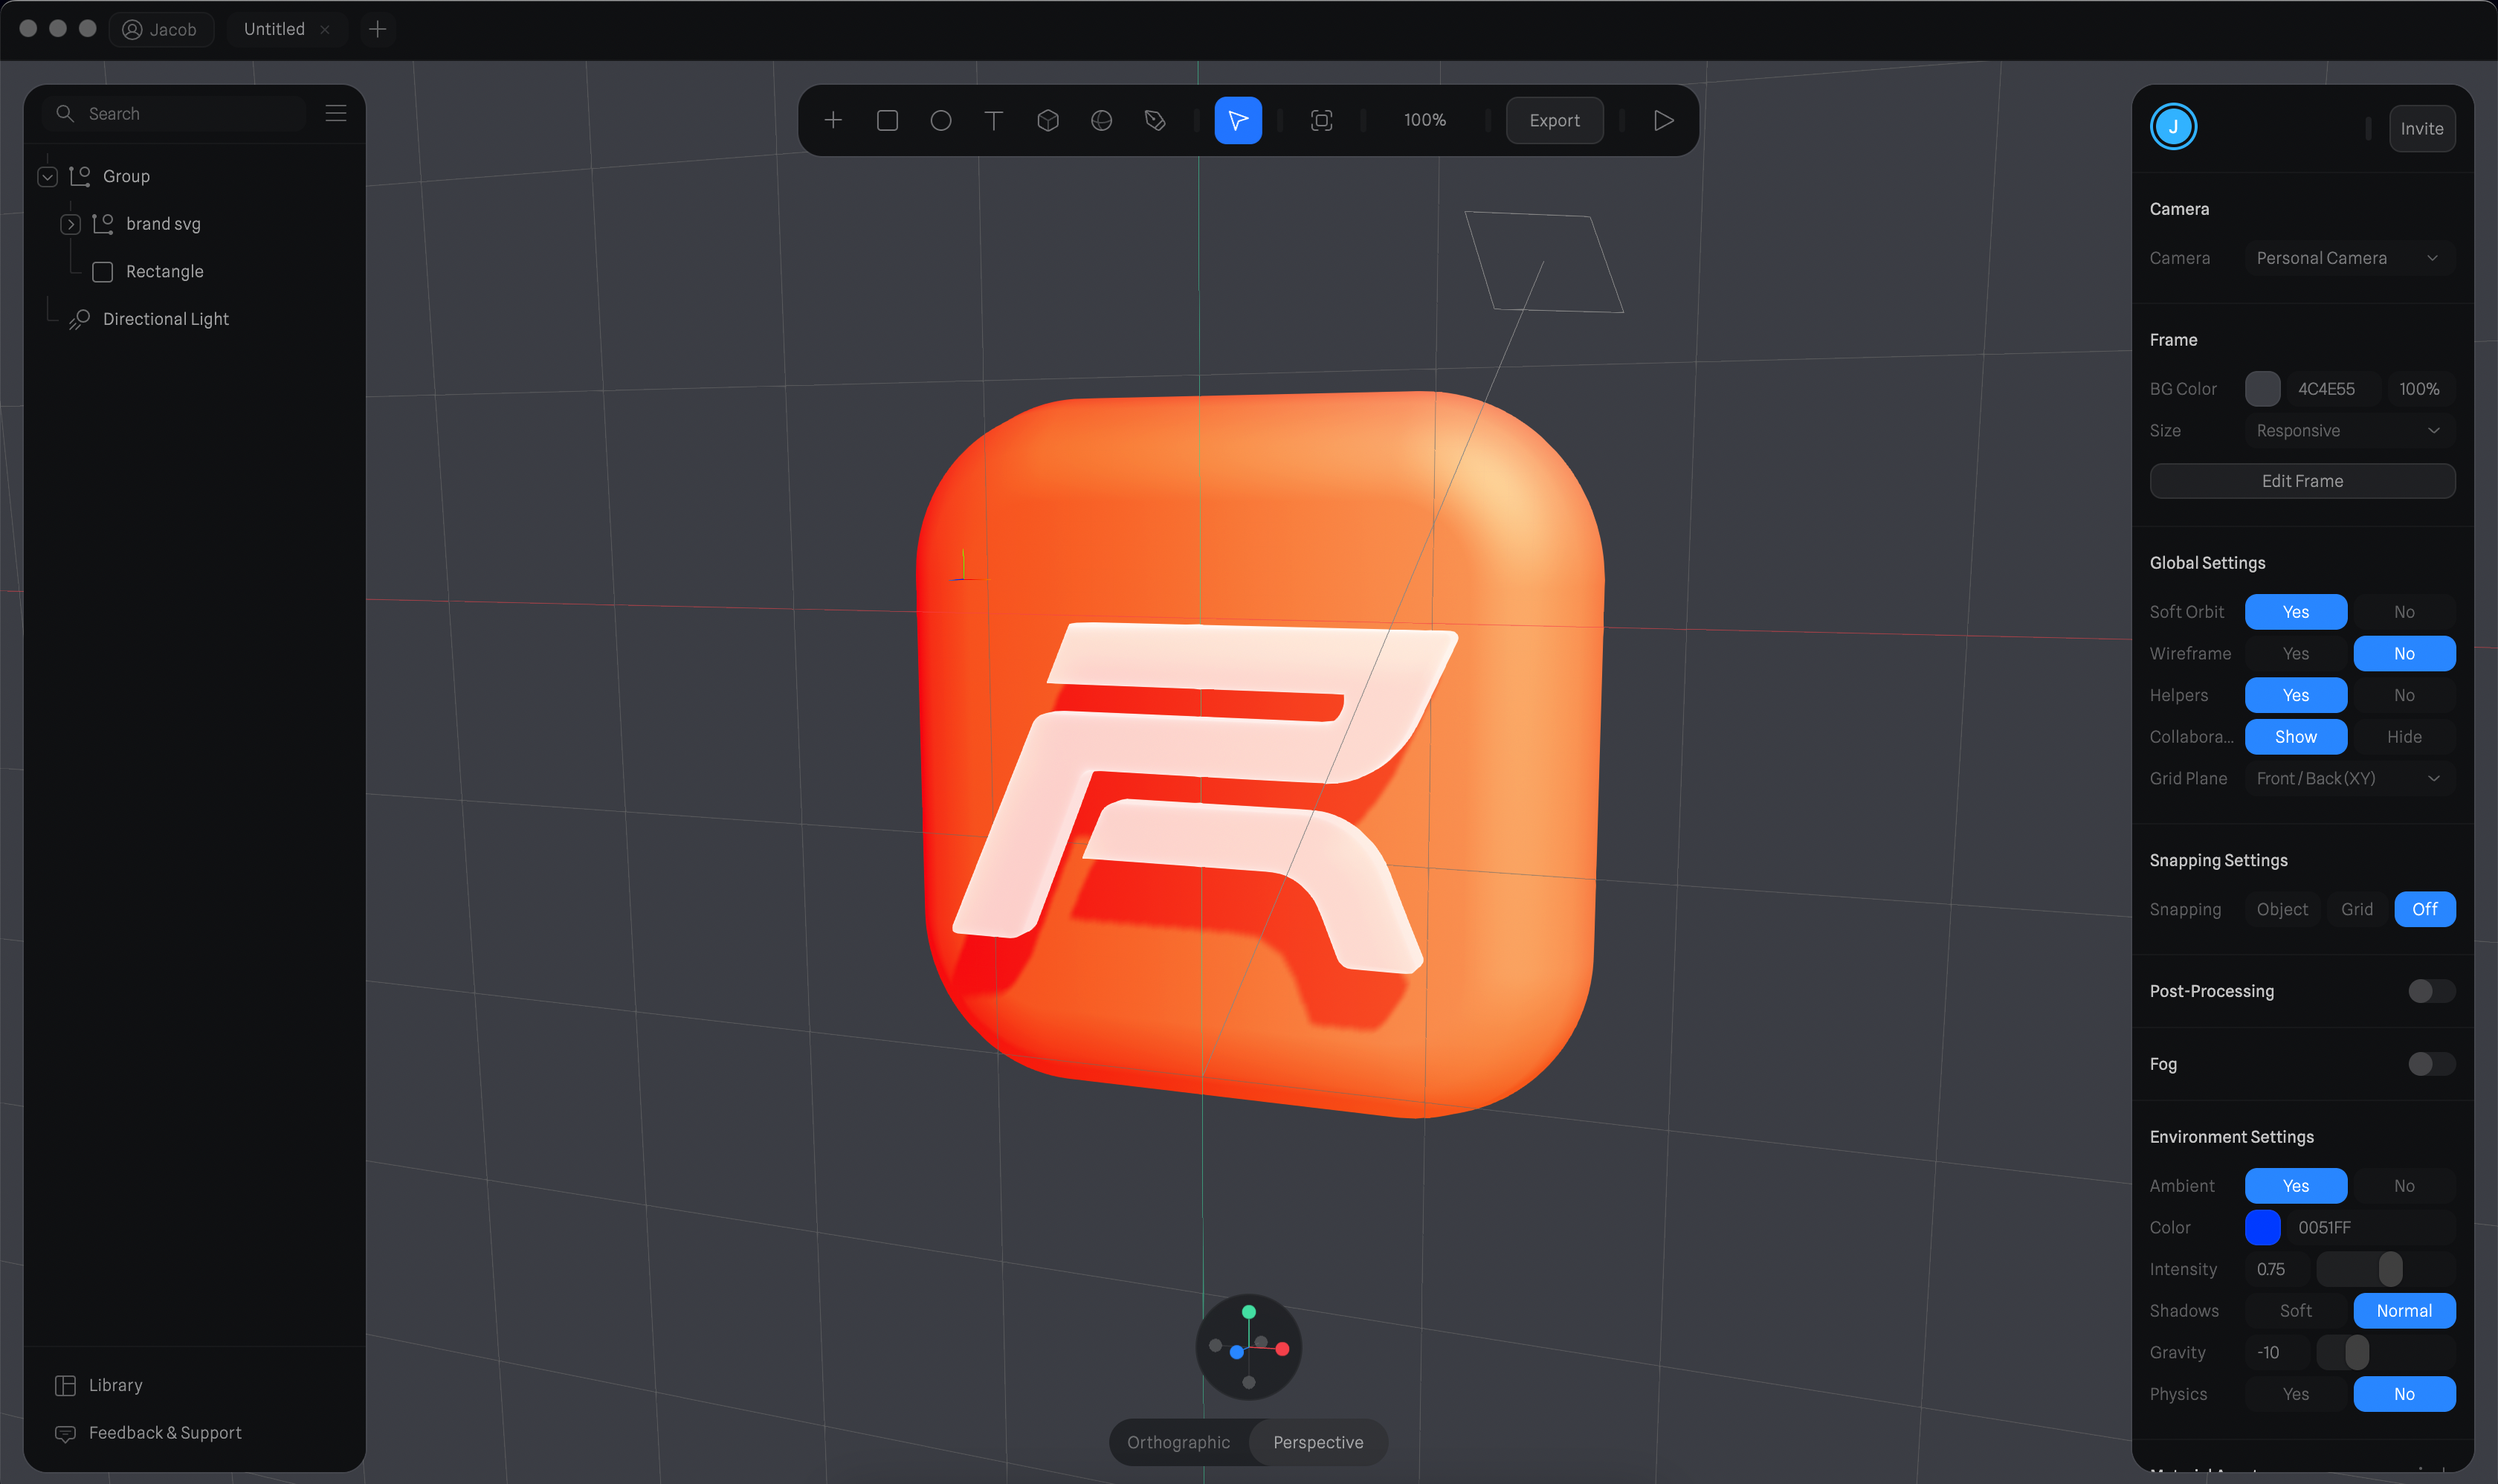 Jacob
Untitled
Search
Group
brand svg
Rectangle
Directional Light
Library
Feedback & Support
100%
Export
R
Orthographic
Perspective
J
Invite
Camera
Camera Personal Camera
Frame
BG Color 4C4E55 100%
Size Responsive
Edit Frame
Global Settings
Soft Orbit Yes No
Wireframe Yes No
Helpers Yes No
Collabora... Show Hide
Grid Plane Front / Back (XY)
Snapping Settings
Snapping Object Grid Off
Post-Processing
Fog
Environment Settings
Ambient Yes No
Color 0051FF
Intensity 0.75
Shadows Soft Normal
Gravity -10
Physics Yes No